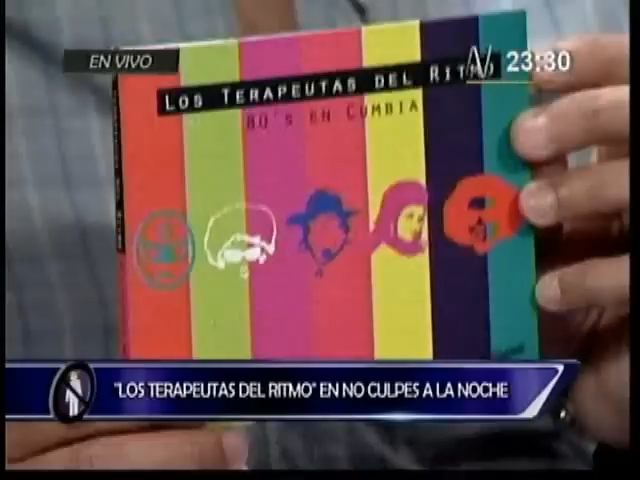 EN VIVO
23:30
LOS TERAPEUTAS DEL RITMO
80'S EN CUMBIA
"LOS TERAPEUTAS DEL RITMO" EN NO CULPES A LA NOCHE